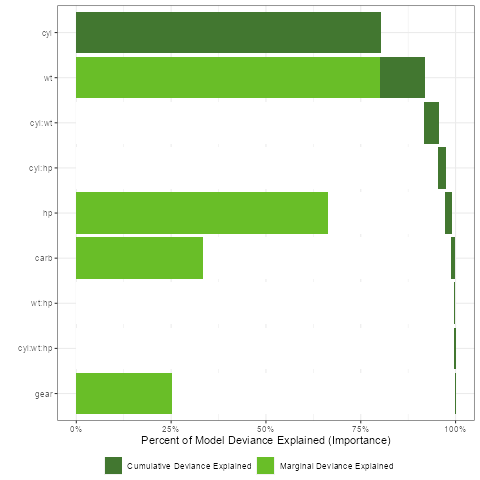 cyl
wt
cyl:wt
cyl:hp
hp
carb
wt:hp
cyl:wt:hp
gear
0% 25% 50% 75% 100%
Percent of Model Deviance Explained (Importance)
Cumulative Deviance Explained Marginal Deviance Explained